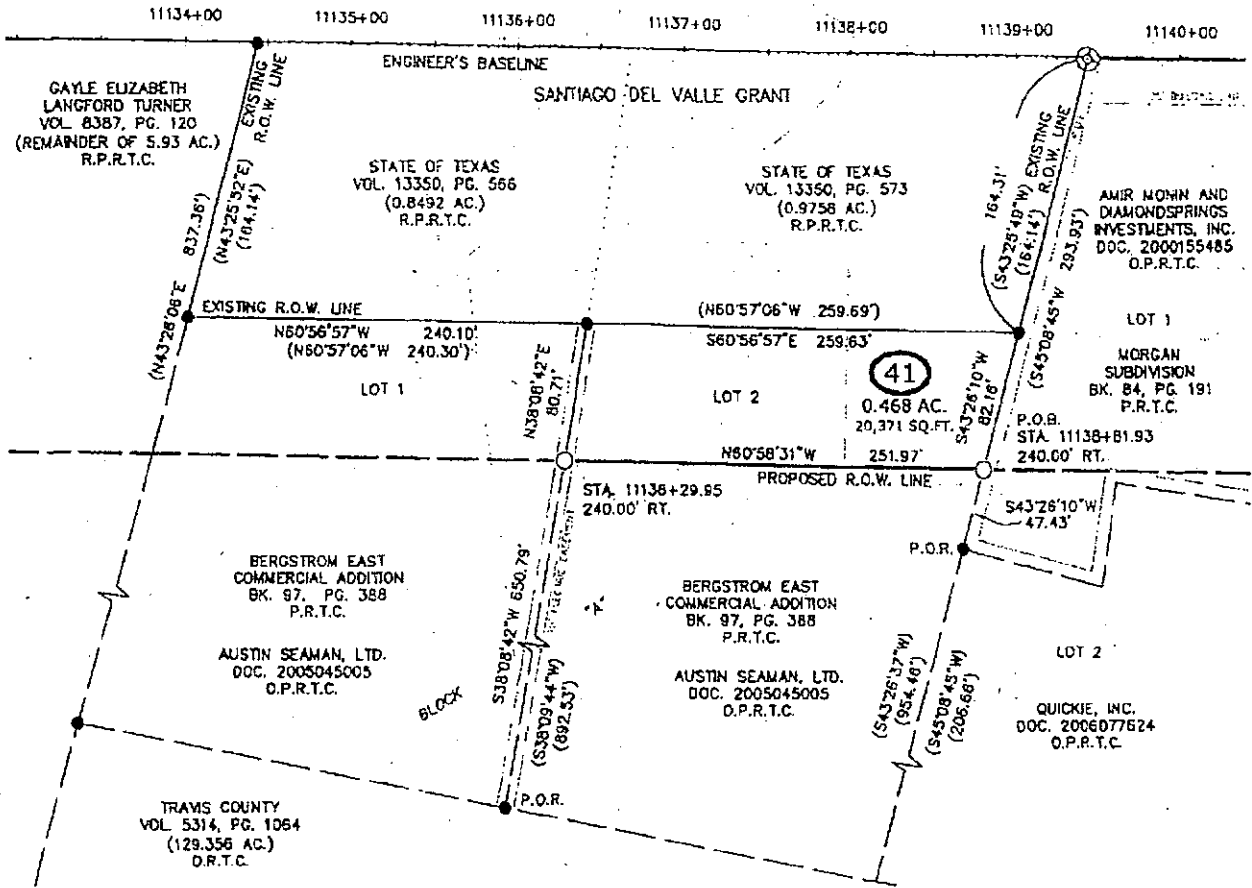 11134+00
11135+00
11136+00
11137+00
11138+00
11139+00
11140+00
ENGINEER'S BASELINE
SANTIAGO DEL VALLE GRANT
GAYLE ELIZABETH
LANGFORD TURNER
VOL. 8387, PG. 120
(REMAINDER OF 5.93 AC.)
R.P.R.T.C.
EXISTING
R.O.W. LINE
(N43°25'52"E)
(164.14')
(N43°28'08"E 837.36')
STATE OF TEXAS
VOL. 13350, PG. 566
(0.8492 AC.)
R.P.R.T.C.
STATE OF TEXAS
VOL. 13350, PG. 573
(0.9758 AC.)
R.P.R.T.C.
164.31'
(S43°25'49"W)
(164.14')
EXISTING
R.O.W. LINE
(S45°08'45"W 293.93')
AMIR MOMIN AND
DIAMONDSPRINGS
INVESTMENTS, INC.
DOC. 2000155485
O.P.R.T.C.
LOT 1
MORGAN
SUBDIVISION
BK. 84, PG. 191
P.R.T.C.
EXISTING R.O.W. LINE
N60°56'57"W 240.10'
(N60°57'06"W 240.30')
(N60°57'06"W 259.69')
S60°56'57"E 259.63'
LOT 1
N38°08'42"E
80.71'
LOT 2
41
0.468 AC.
20,371 SQ.FT.
S43°26'10"W
82.16'
P.O.B.
STA. 11138+81.93
240.00' RT.
N60°58'31"W 251.97'
PROPOSED R.O.W. LINE
STA. 11136+29.95
240.00' RT.
S43°26'10"W
47.43'
P.O.R.
BERGSTROM EAST
COMMERCIAL ADDITION
BK. 97, PG. 388
P.R.T.C.
AUSTIN SEAMAN, LTD.
DOC. 2005045005
O.P.R.T.C.
BLOCK
"A"
S38°08'42"W 650.79'
(S38°09'44"W)
(892.53')
BERGSTROM EAST
COMMERCIAL ADDITION
BK. 97, PG. 388
P.R.T.C.
AUSTIN SEAMAN, LTD.
DOC. 2005045005
O.P.R.T.C.
(S43°26'37"W)
(954.46')
(S45°08'45"W)
(206.66')
LOT 2
QUICKIE, INC.
DOC. 2006077624
O.P.R.T.C.
P.O.R.
TRAVIS COUNTY
VOL. 5314, PG. 1064
(129.356 AC.)
D.R.T.C.